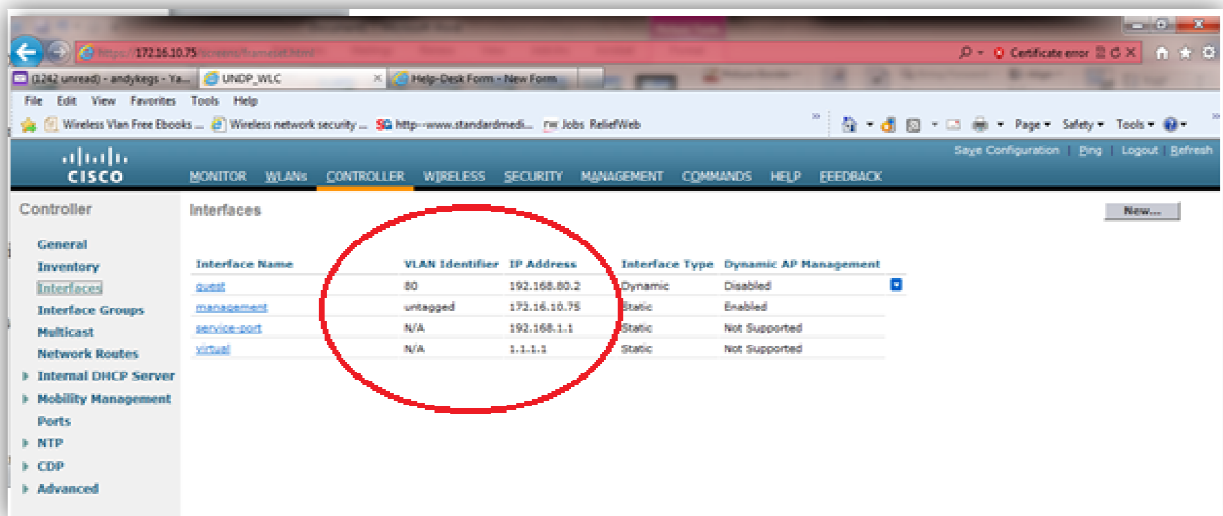 https://172.16.10.75/screens/frameset.html
Certificate error
(1242 unread) - andykegs - Ya...
UNDP_WLC
Help-Desk Form - New Form
File Edit View Favorites Tools Help
Wireless Vlan Free Ebooks ...
Wireless network security ...
http--www.standardmedi...
Jobs ReliefWeb
Page
Safety
Tools
Save Configuration | Ping | Logout | Refresh
CISCO
MONITOR WLANs CONTROLLER WIRELESS SECURITY MANAGEMENT COMMANDS HELP FEEDBACK
Controller
Interfaces
New...
General
Inventory
Interfaces
Interface Groups
Multicast
Network Routes
Internal DHCP Server
Mobility Management
Ports
NTP
CDP
Advanced
Interface Name VLAN Identifier IP Address Interface Type Dynamic AP Management
guest 80 192.168.80.2 Dynamic Disabled
management untagged 172.16.10.75 Static Enabled
service-port N/A 192.168.1.1 Static Not Supported
virtual N/A 1.1.1.1 Static Not Supported